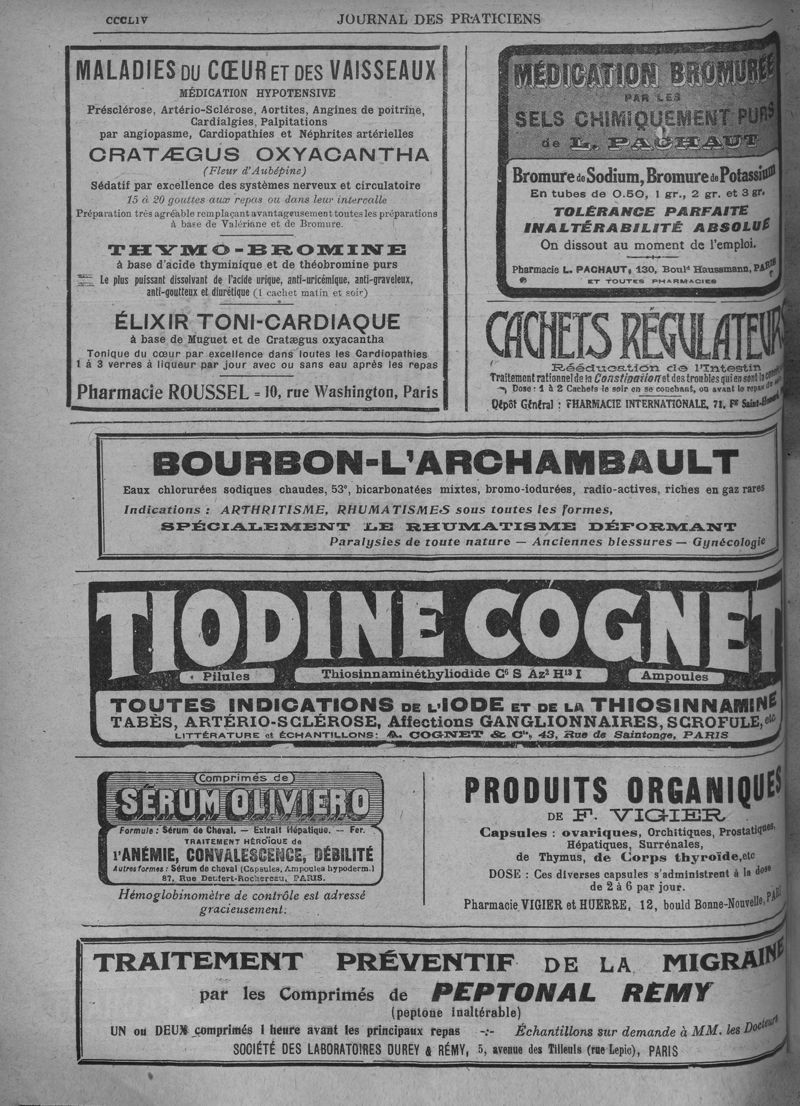 CCCLIV
JOURNAL DES PRATICIENS
MALADIES DU CŒUR ET DES VAISSEAUX
MÉDICATION HYPOTENSIVE
Présclérose, Artério-Sclérose, Aortites, Angines de poitrine,
Cardialgies, Palpitations
par angiopasme, Cardiopathies et Néphrites artérielles
CRATÆGUS OXYACANTHA
(Fleur d'Aubépine)
Sédatif par excellence des systèmes nerveux et circulatoire
15 à 20 gouttes aux repas ou dans leur intervalle
Préparation très agréable remplaçant avantageusement toutes les préparations
à base de Valériane et de Bromure.
THYMO-BROMINE
à base d'acide thyminique et de théobromine purs
Le plus puissant dissolvant de l'acide urique, anti-uricémique, anti-graveleux,
anti-goutteux et diurétique (1 cachet matin et soir)
ÉLIXIR TONI-CARDIAQUE
à base de Muguet et de Cratægus oxyacantha
Tonique du cœur par excellence dans toutes les Cardiopathies
1 à 3 verres à liqueur par jour avec ou sans eau après les repas
Pharmacie ROUSSEL = 10, rue Washington, Paris
MÉDICATION BROMURÉE
PAR LES
SELS CHIMIQUEMENT PURS
de L. PACHAUT
Bromure de Sodium, Bromure de Potassium
En tubes de 0.50, 1 gr., 2 gr. et 3 gr.
TOLÉRANCE PARFAITE
INALTÉRABILITÉ ABSOLUE
On dissout au moment de l'emploi.
Pharmacie L. PACHAUT, 130, Boulᵈ Haussmann, PARIS
ET TOUTES PHARMACIES
CACHETS RÉGULATEURS
Rééducation de l'Intestin
Traitement rationnel de la Constipation et des troubles qui en sont la
Dose : 1 à 2 Cachets le soir en se couchant, ou avant le repas
Dépôt Général : PHARMACIE INTERNATIONALE, 71, Fᵍ Saint-
BOURBON-L'ARCHAMBAULT
Eaux chlorurées sodiques chaudes, 53°, bicarbonatées mixtes, bromo-iodurées, radio-actives, riches en gaz rares
Indications : ARTHRITISME, RHUMATISMES sous toutes les formes,
SPÉCIALEMENT LE RHUMATISME DÉFORMANT
Paralysies de toute nature — Anciennes blessures — Gynécologie
TIODINE COGNET
Pilules
Thiosinnaminéthyliodide C⁶ S Az² H¹³ I
Ampoules
TOUTES INDICATIONS DE L'IODE ET DE LA THIOSINNAMINE
TABÈS, ARTÉRIO-SCLÉROSE, Affections GANGLIONNAIRES, SCROFULE, etc
LITTÉRATURE et ÉCHANTILLONS: A. COGNET & Cⁱᵉ, 43, Rue de Saintonge, PARIS
Comprimés de
SÉRUM OLIVIERO
Formule : Sérum de Cheval. — Extrait Hépatique. — Fer.
TRAITEMENT HÉROÏQUE de
l'ANÉMIE, CONVALESCENCE, DÉBILITÉ
Autres formes : Sérum de cheval (Capsules, Ampoules hypoderm.)
87, Rue Denfert-Rochereau, PARIS.
Hémoglobinomètre de contrôle est adressé
gracieusement.
PRODUITS ORGANIQUES
DE F. VIGIER
Capsules : ovariques, Orchitiques, Prostatiques,
Hépatiques, Surrénales,
de Thymus, de Corps thyroïde, etc
DOSE : Ces diverses capsules s'administrent à la dose
de 2 à 6 par jour.
Pharmacie VIGIER et HUERRE, 12, bould Bonne-Nouvelle, PARI
TRAITEMENT PRÉVENTIF DE LA MIGRAINE
par les Comprimés de PEPTONAL RÉMY
(peptone inaltérable)
UN ou DEUX comprimés 1 heure avant les principaux repas -:- Échantillons sur demande à MM. les Docteurs
SOCIÉTÉ DES LABORATOIRES DUREY & RÉMY, 5, avenue des Tilleuls (rue Lepic), PARIS